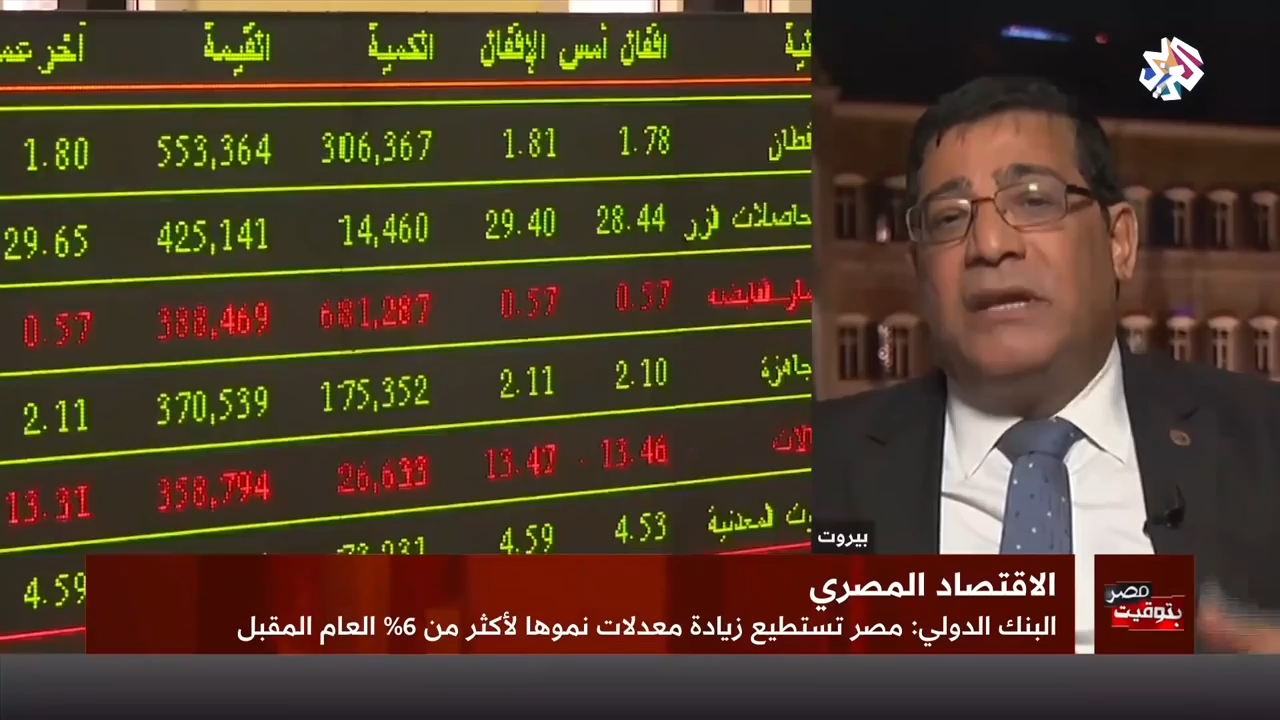 افقان أمس الإقفان الكمية القيمة
1.78 1.81 306,367 553,364 1.80
28.44 29.40 14,460 425,141 29.65
0.57 0.57 681,287 388,469 0.57
2.10 2.11 175,352 370,539 2.11
13.46 13.47 26,633 358,794 13.31
4.53 4.59 73,931
4.59
بيروت
الاقتصاد المصري
البنك الدولي: مصر تستطيع زيادة معدلات نموها لأكثر من 6% العام المقبل
مصر
بتوقيت